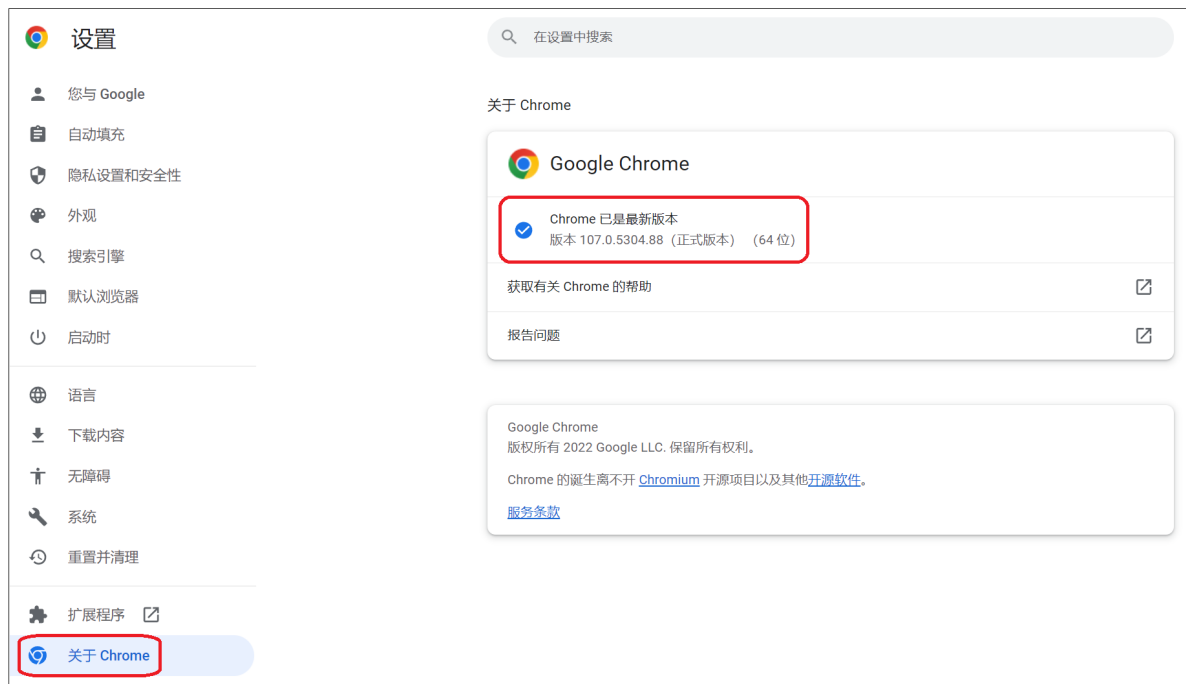 设置
在设置中搜索
您与 Google
自动填充
隐私设置和安全性
外观
搜索引擎
默认浏览器
启动时
语言
下载内容
无障碍
系统
重置并清理
扩展程序
关于 Chrome
关于 Chrome
Google Chrome
Chrome 已是最新版本
版本 107.0.5304.88（正式版本） （64 位）
获取有关 Chrome 的帮助
报告问题
Google Chrome
版权所有 2022 Google LLC. 保留所有权利。
Chrome 的诞生离不开 Chromium 开源项目以及其他开源软件。
服务条款